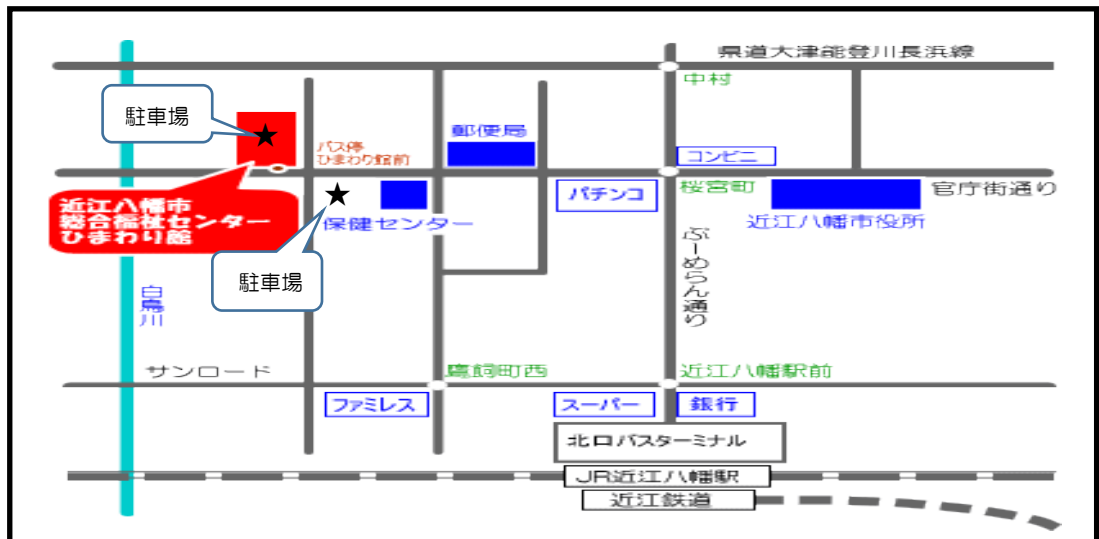 県道大津能登川長浜線
中村
駐車場
郵便局
バス停
ひまわり館前
コンビニ
近江八幡市
総合福祉センター
ひまわり館
保健センター
パチンコ
桜宮町
官庁街通り
近江八幡市役所
駐車場
ぶーめらん通り
白鳥川
サンロード
鷹飼町西
近江八幡駅前
ファミレス
スーパー
銀行
北口バスターミナル
JR近江八幡駅
近江鉄道